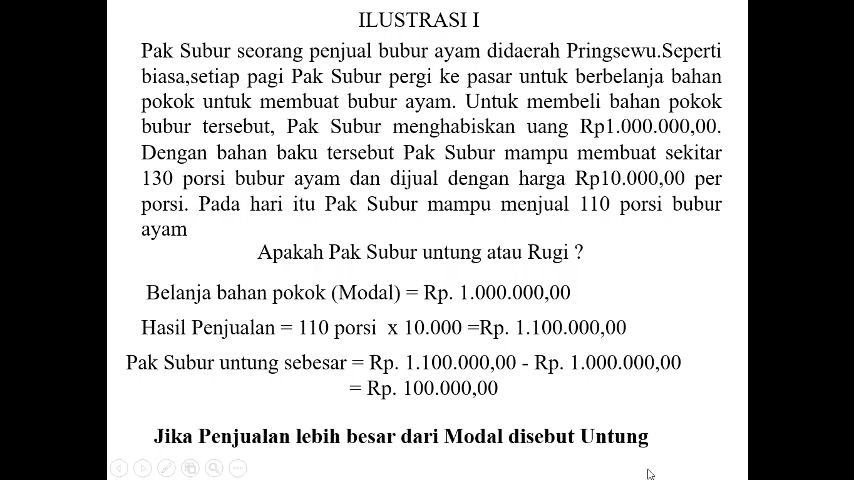 ILUSTRASI I
Pak Subur seorang penjual bubur ayam didaerah Pringsewu.Seperti
biasa,setiap pagi Pak Subur pergi ke pasar untuk berbelanja bahan
pokok untuk membuat bubur ayam. Untuk membeli bahan pokok
bubur tersebut, Pak Subur menghabiskan uang Rp1.000.000,00.
Dengan bahan baku tersebut Pak Subur mampu membuat sekitar
130 porsi bubur ayam dan dijual dengan harga Rp10.000,00 per
porsi. Pada hari itu Pak Subur mampu menjual 110 porsi bubur
ayam
Apakah Pak Subur untung atau Rugi ?
Belanja bahan pokok (Modal) = Rp. 1.000.000,00
Hasil Penjualan = 110 porsi x 10.000 =Rp. 1.100.000,00
Pak Subur untung sebesar = Rp. 1.100.000,00 - Rp. 1.000.000,00
= Rp. 100.000,00
Jika Penjualan lebih besar dari Modal disebut Untung